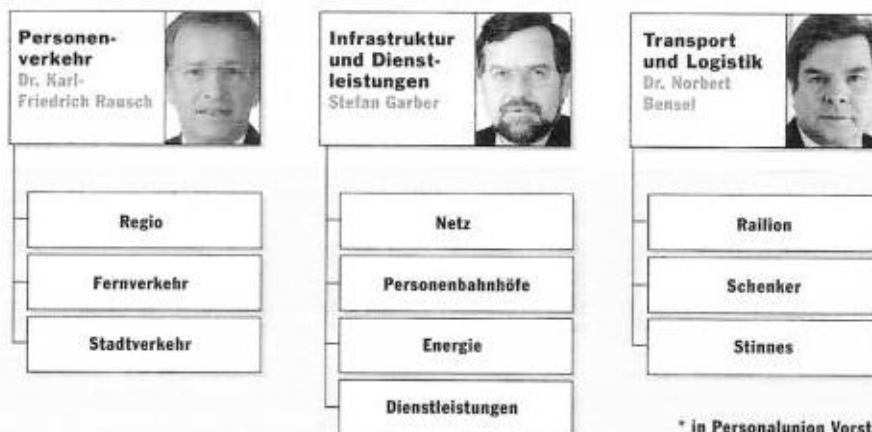 Personen-
verkehr
Dr. Karl-
Friedrich Rausch
Regio
Fernverkehr
Stadtverkehr
Infrastruktur
und Dienst-
leistungen
Stefan Garber
Netz
Personenbahnhöfe
Energie
Dienstleistungen
Transport
und Logistik
Dr. Norbert
Bensel
Railion
Schenker
Stinnes
* in Personalunion Vorst